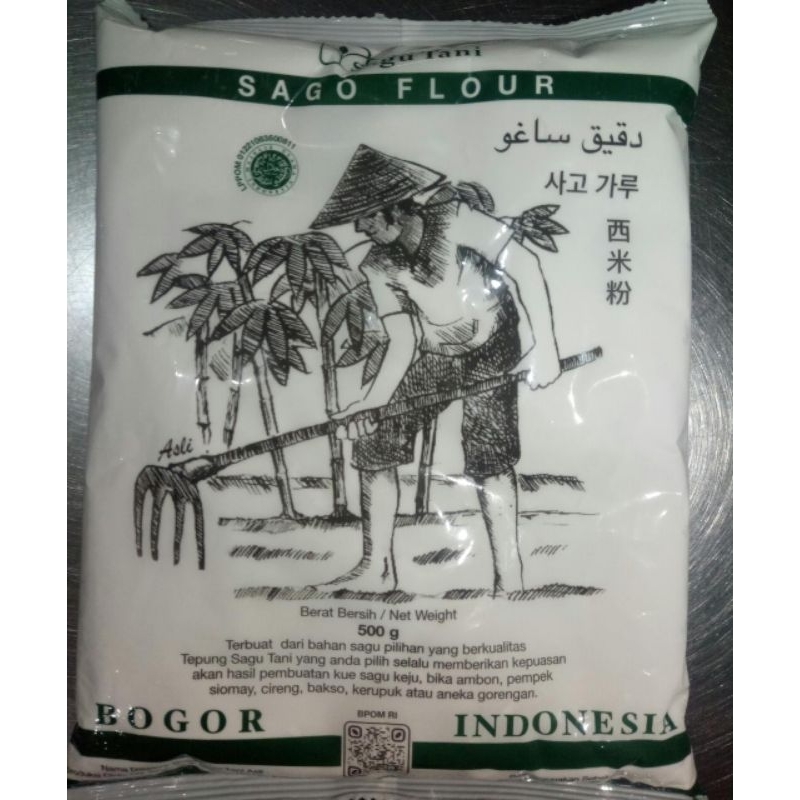 Sagu Tani
SAGO FLOUR
دقيق ساغو
사고 가루
西米粉
Asli
Berat Bersih / Net Weight
500 g
Terbuat dari bahan sagu pilihan yang berkualitas
Tepung Sagu Tani yang anda pilih selalu memberikan kepuasan
akan hasil pembuatan kue sagu keju, bika ambon, pempek
siomay, cireng, bakso, kerupuk atau aneka gorengan.
BOGOR
BPOM RI
INDONESIA